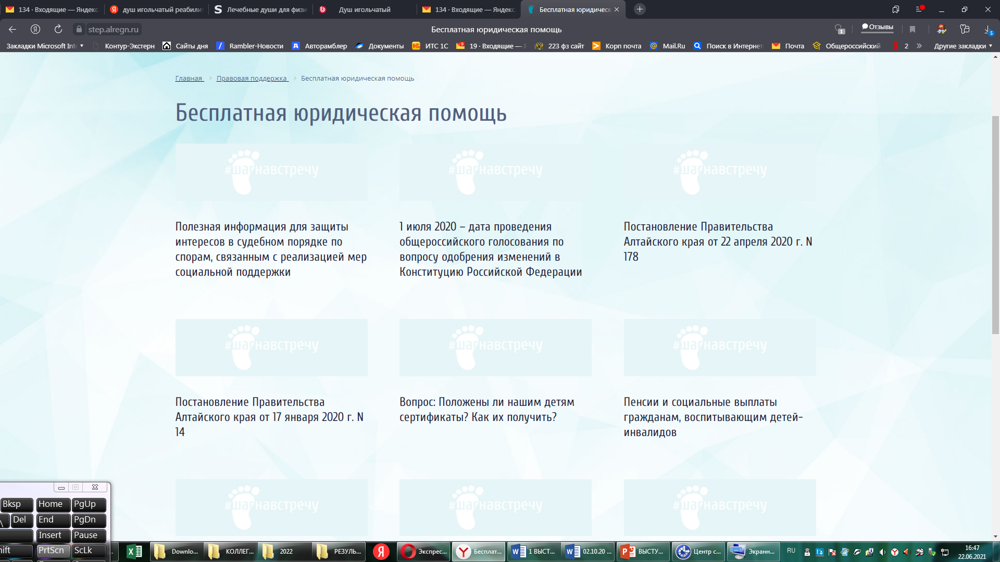 134 · Входящие — Яндекс.
душ игольчатый реабилит
Лечебные души для физи
Душ игольчатый
134 · Входящие — Яндекс.
Бесплатная юридическ
step.alregn.ru
Бесплатная юридическая помощь
1
Отзывы
5
Закладки Microsoft Int
Контур-Экстерн
Сайты дня
Rambler-Новости
Авторамблер
Документы
ИТС 1С
19 · Входящие — Я
223 фз сайт
Корп почта
Mail.Ru
Поиск в Интернет
Почта
Общероссийский
2
Другие закладки
Главная
Правовая поддержка
Бесплатная юридическая помощь
Бесплатная юридическая помощь
#шагнавстречу
#шагнавстречу
#шагнавстречу
Полезная информация для защиты
интересов в судебном порядке по
спорам, связанным с реализацией мер
социальной поддержки
1 июля 2020 – дата проведения
общероссийского голосования по
вопросу одобрения изменений в
Конституцию Российской Федерации
Постановление Правительства
Алтайского края от 22 апреля 2020 г. N
178
#шагнавстречу
#шагнавстречу
#шагнавстречу
Постановление Правительства
Алтайского края от 17 января 2020 г. N
14
Вопрос: Положены ли нашим детям
сертификаты? Как их получить?
Пенсии и социальные выплаты
гражданам, воспитывающим детей-
инвалидов
#шагнавстречу
#шагнавстречу
#шагнавстречу
Bksp Home PgUp
\ Del End PgDn
Insert Pause
hift PrtScn ScLk
Downlo...
КОЛЛЕГ...
2022
РЕЗУЛЬ...
Экспрес...
Бесплат...
1 ВЫСТ...
02.10.20 ...
ВЫСТУ...
Центр с...
Экранн...
RU
16:47
22.06.2021